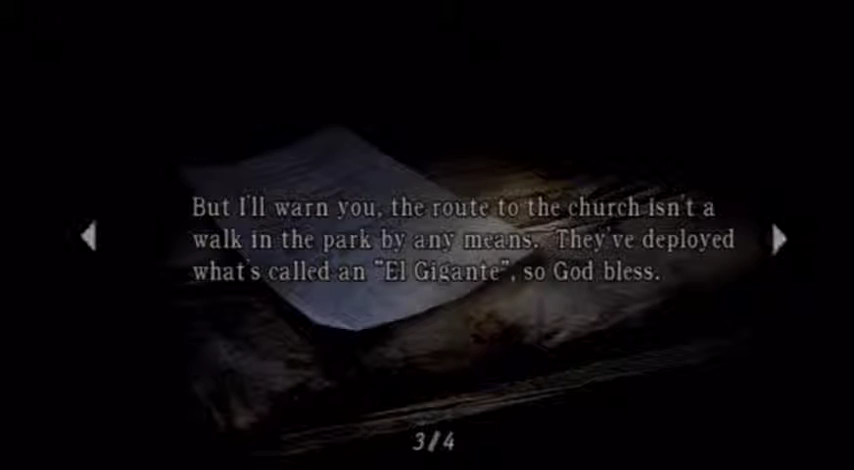 But I'll warn you, the route to the church isn't a
walk in the park by any means. They've deployed
what's called an "El Gigante", so God bless.
3/4